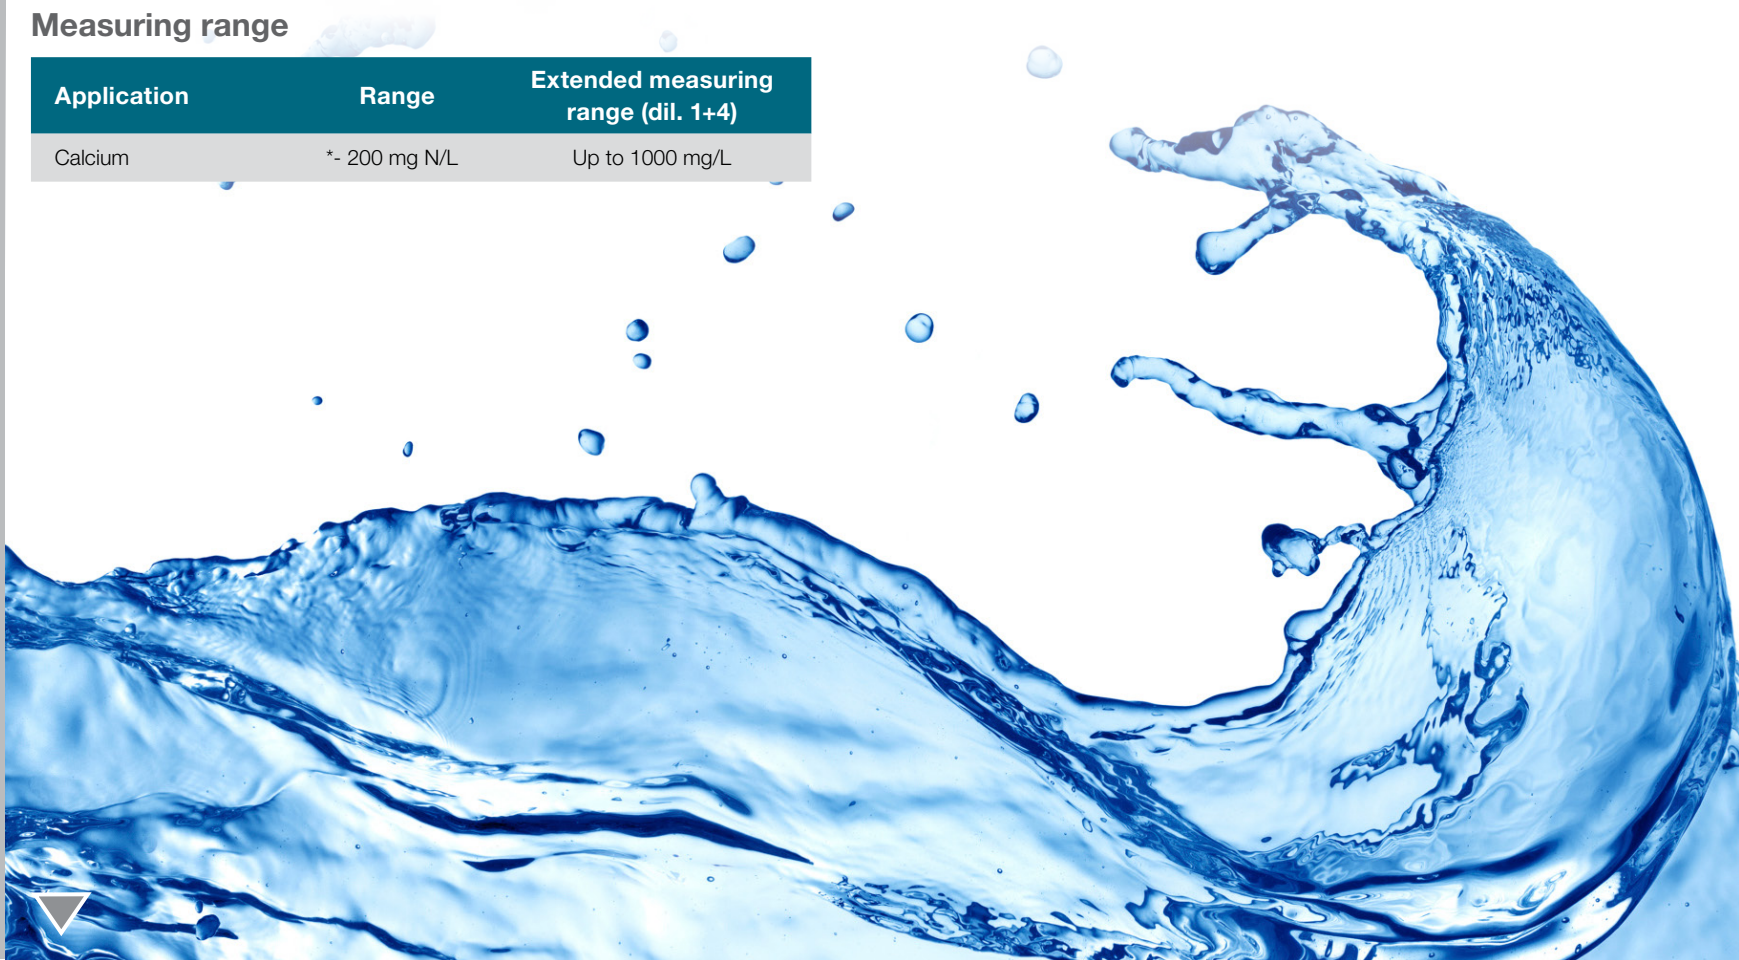 Measuring range
Application Range Extended measuring
range (dil. 1+4)
Calcium *- 200 mg N/L Up to 1000 mg/L